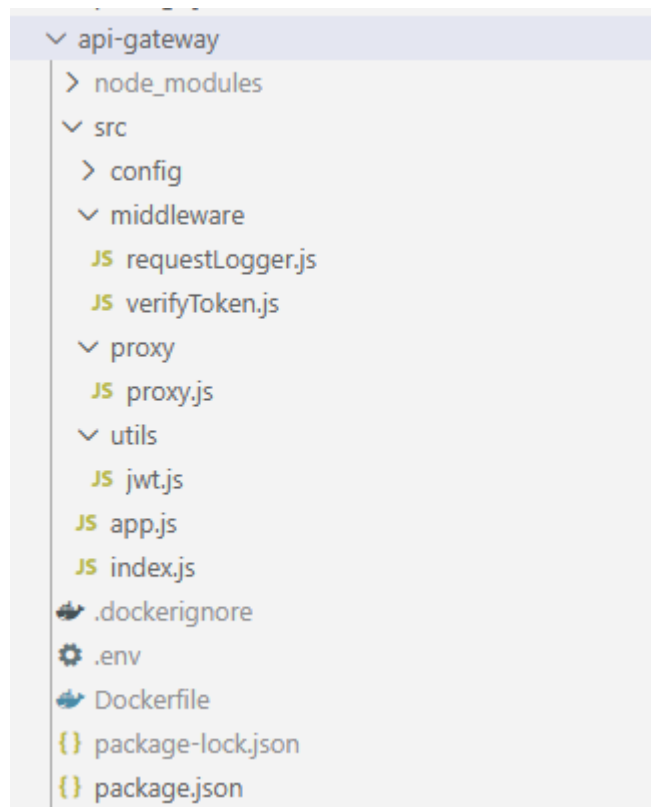 api-gateway
node_modules
src
config
middleware
JS requestLogger.js
JS verifyToken.js
proxy
JS proxy.js
utils
JS jwt.js
JS app.js
JS index.js
.dockerignore
.env
Dockerfile
{} package-lock.json
{} package.json